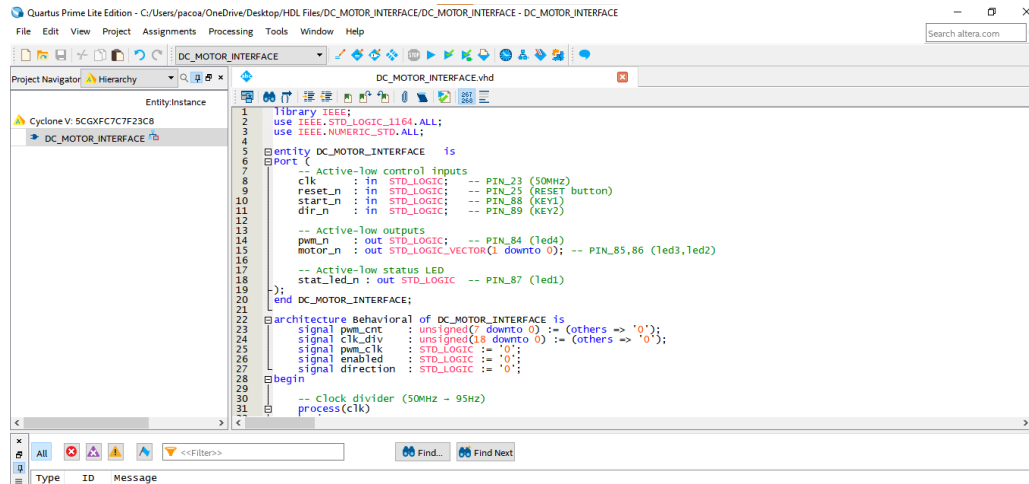 Quartus Prime Lite Edition - C:/Users/pacoa/OneDrive/Desktop/HDL Files/DC_MOTOR_INTERFACE/DC_MOTOR_INTERFACE - DC_MOTOR_INTERFACE
File Edit View Project Assignments Processing Tools Window Help
Search altera.com
DC_MOTOR_INTERFACE
Project Navigator Hierarchy
DC_MOTOR_INTERFACE.vhd
Entity:Instance
Cyclone V: 5CGXFC7C7F23C8
DC_MOTOR_INTERFACE
267
268
1 library IEEE;
2 use IEEE.STD_LOGIC_1164.ALL;
3 use IEEE.NUMERIC_STD.ALL;
4
5 entity DC_MOTOR_INTERFACE is
6 Port (
7 -- Active-low control inputs
8 clk : in STD_LOGIC; -- PIN_23 (50MHz)
9 reset_n : in STD_LOGIC; -- PIN_25 (RESET button)
10 start_n : in STD_LOGIC; -- PIN_88 (KEY1)
11 dir_n : in STD_LOGIC; -- PIN_89 (KEY2)
12
13 -- Active-low outputs
14 pwm_n : out STD_LOGIC; -- PIN_84 (led4)
15 motor_n : out STD_LOGIC_VECTOR(1 downto 0); -- PIN_85,86 (led3,led2)
16
17 -- Active-low status LED
18 stat_led_n : out STD_LOGIC -- PIN_87 (led1)
19 );
20 end DC_MOTOR_INTERFACE;
21
22 architecture Behavioral of DC_MOTOR_INTERFACE is
23 signal pwm_cnt : unsigned(7 downto 0) := (others => '0');
24 signal clk_div : unsigned(18 downto 0) := (others => '0');
25 signal pwm_clk : STD_LOGIC := '0';
26 signal enabled : STD_LOGIC := '0';
27 signal direction : STD_LOGIC := '0';
28 begin
29
30 -- Clock divider (50MHz → 95Hz)
31 process(clk)
All
<<Filter>>
Find... Find Next
Type ID Message